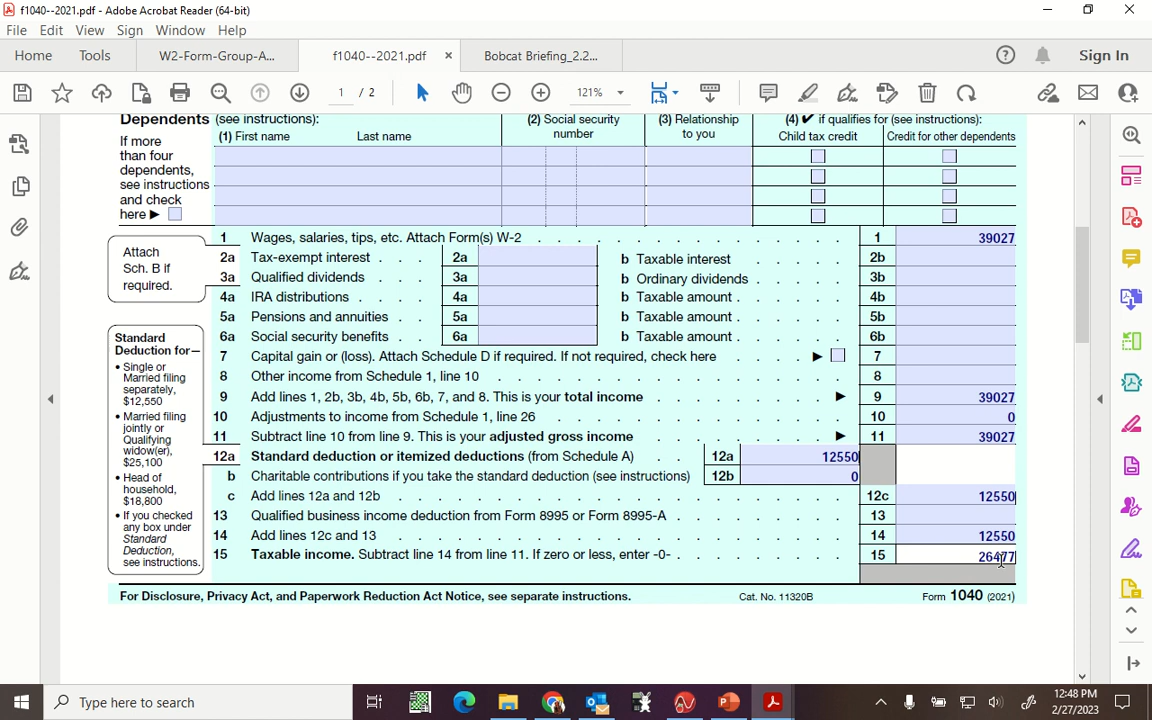 f1040--2021.pdf - Adobe Acrobat Reader (64-bit)
File Edit View Sign Window Help
Home Tools W2-Form-Group-A... f1040--2021.pdf × Bobcat Briefing_2.2... Sign In
1 / 2 121%
Dependents (see instructions): (2) Social security number (3) Relationship to you (4) ✔ if qualifies for (see instructions):
(1) First name Last name Child tax credit Credit for other dependents
If more
than four
dependents,
see instructions
and check
here ▶
Attach
Sch. B if
required.
1 Wages, salaries, tips, etc. Attach Form(s) W-2 . . . . . . . . . . . . 1 39027
2a Tax-exempt interest . . . 2a b Taxable interest . . . . . 2b
3a Qualified dividends . . . 3a b Ordinary dividends . . . . . 3b
4a IRA distributions . . . . 4a b Taxable amount . . . . . . 4b
5a Pensions and annuities . . 5a b Taxable amount . . . . . . 5b
6a Social security benefits . . 6a b Taxable amount . . . . . . 6b
Standard
Deduction for—
• Single or
Married filing
separately,
$12,550
• Married filing
jointly or
Qualifying
widow(er),
$25,100
• Head of
household,
$18,800
• If you checked
any box under
Standard
Deduction,
see instructions.
7 Capital gain or (loss). Attach Schedule D if required. If not required, check here . . . . ▶ 7
8 Other income from Schedule 1, line 10 . . . . . . . . . . . . . . 8
9 Add lines 1, 2b, 3b, 4b, 5b, 6b, 7, and 8. This is your total income . . . . . . . ▶ 9 39027
10 Adjustments to income from Schedule 1, line 26 . . . . . . . . . . . 10 0
11 Subtract line 10 from line 9. This is your adjusted gross income . . . . . . . ▶ 11 39027
12a Standard deduction or itemized deductions (from Schedule A) . . 12a 12550
b Charitable contributions if you take the standard deduction (see instructions) 12b 0
c Add lines 12a and 12b . . . . . . . . . . . . . . . . . . 12c 12550
13 Qualified business income deduction from Form 8995 or Form 8995-A . . . . . . . 13
14 Add lines 12c and 13 . . . . . . . . . . . . . . . . . . 14 12550
15 Taxable income. Subtract line 14 from line 11. If zero or less, enter -0- . . . . . . . 15 26477
For Disclosure, Privacy Act, and Paperwork Reduction Act Notice, see separate instructions. Cat. No. 11320B Form 1040 (2021)
Type here to search
12:48 PM
2/27/2023